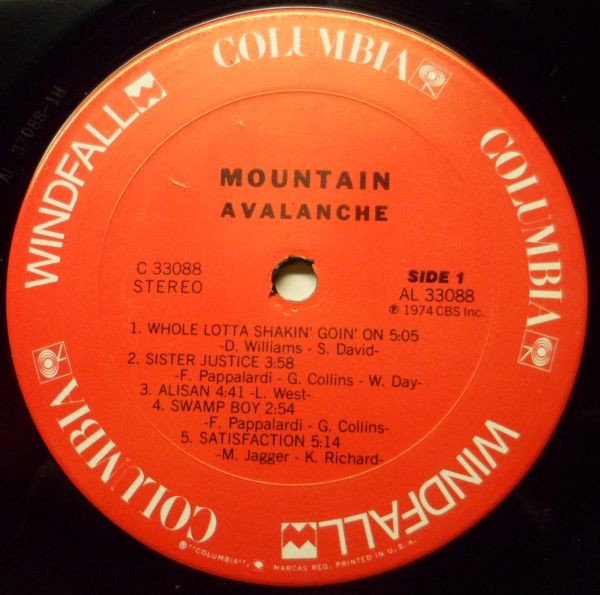 COLUMBIA
COLUMBIA
WINDFALL
COLUMBIA
WINDFALL
AL 33088-1H
MOUNTAIN
AVALANCHE
C 33088
STEREO
SIDE 1
AL 33088
℗ 1974 CBS Inc.
1. WHOLE LOTTA SHAKIN' GOIN' ON 5:05
-D. Williams - S. David-
2. SISTER JUSTICE 3:58
-F. Pappalardi - G. Collins - W. Day-
3. ALISAN 4:41 -L. West-
4. SWAMP BOY 2:54
-F. Pappalardi - G. Collins-
5. SATISFACTION 5:14
-M. Jagger - K. Richard-
® "COLUMBIA", MARCAS REG. PRINTED IN U.S.A.